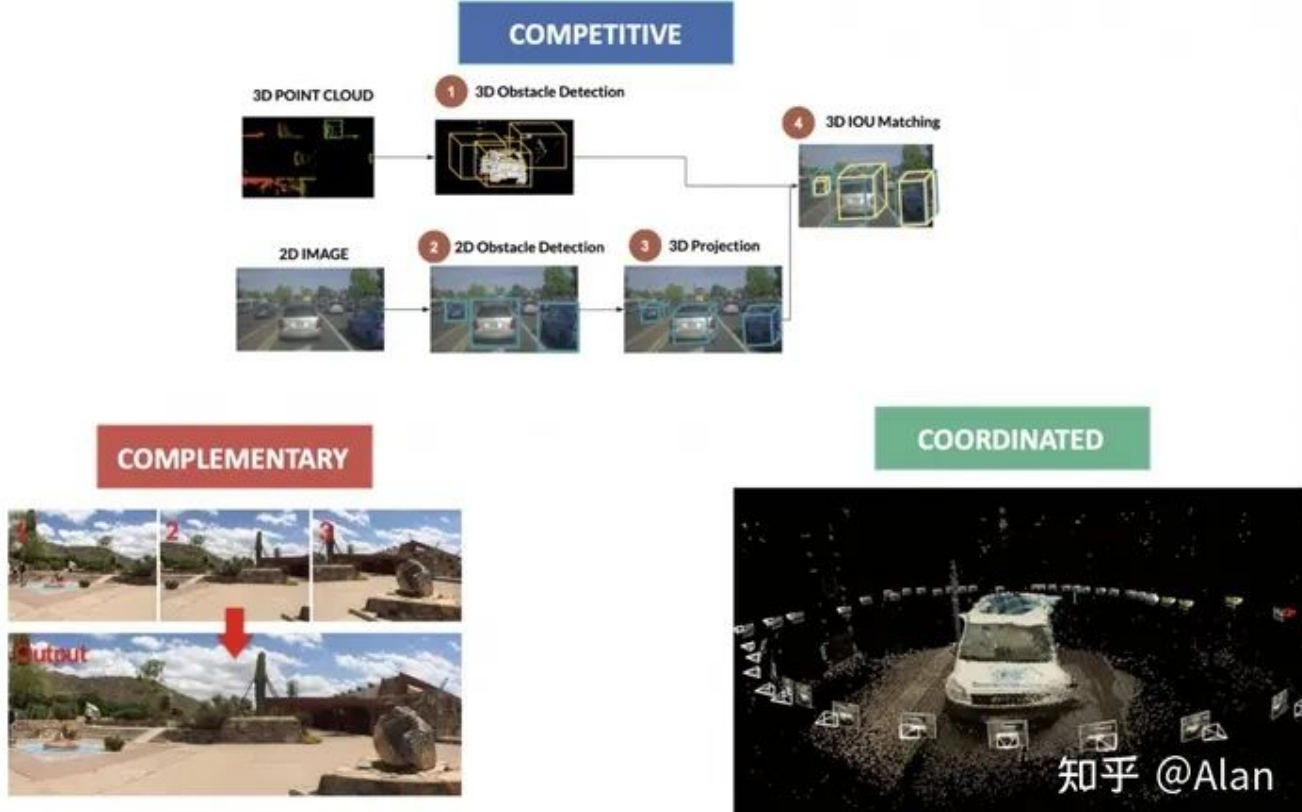 COMPETITIVE
3D POINT CLOUD
1 3D Obstacle Detection
4 3D IOU Matching
2D IMAGE
2 2D Obstacle Detection
3 3D Projection
COMPLEMENTARY
COORDINATED
1 2 3
Output
知乎 @Alan